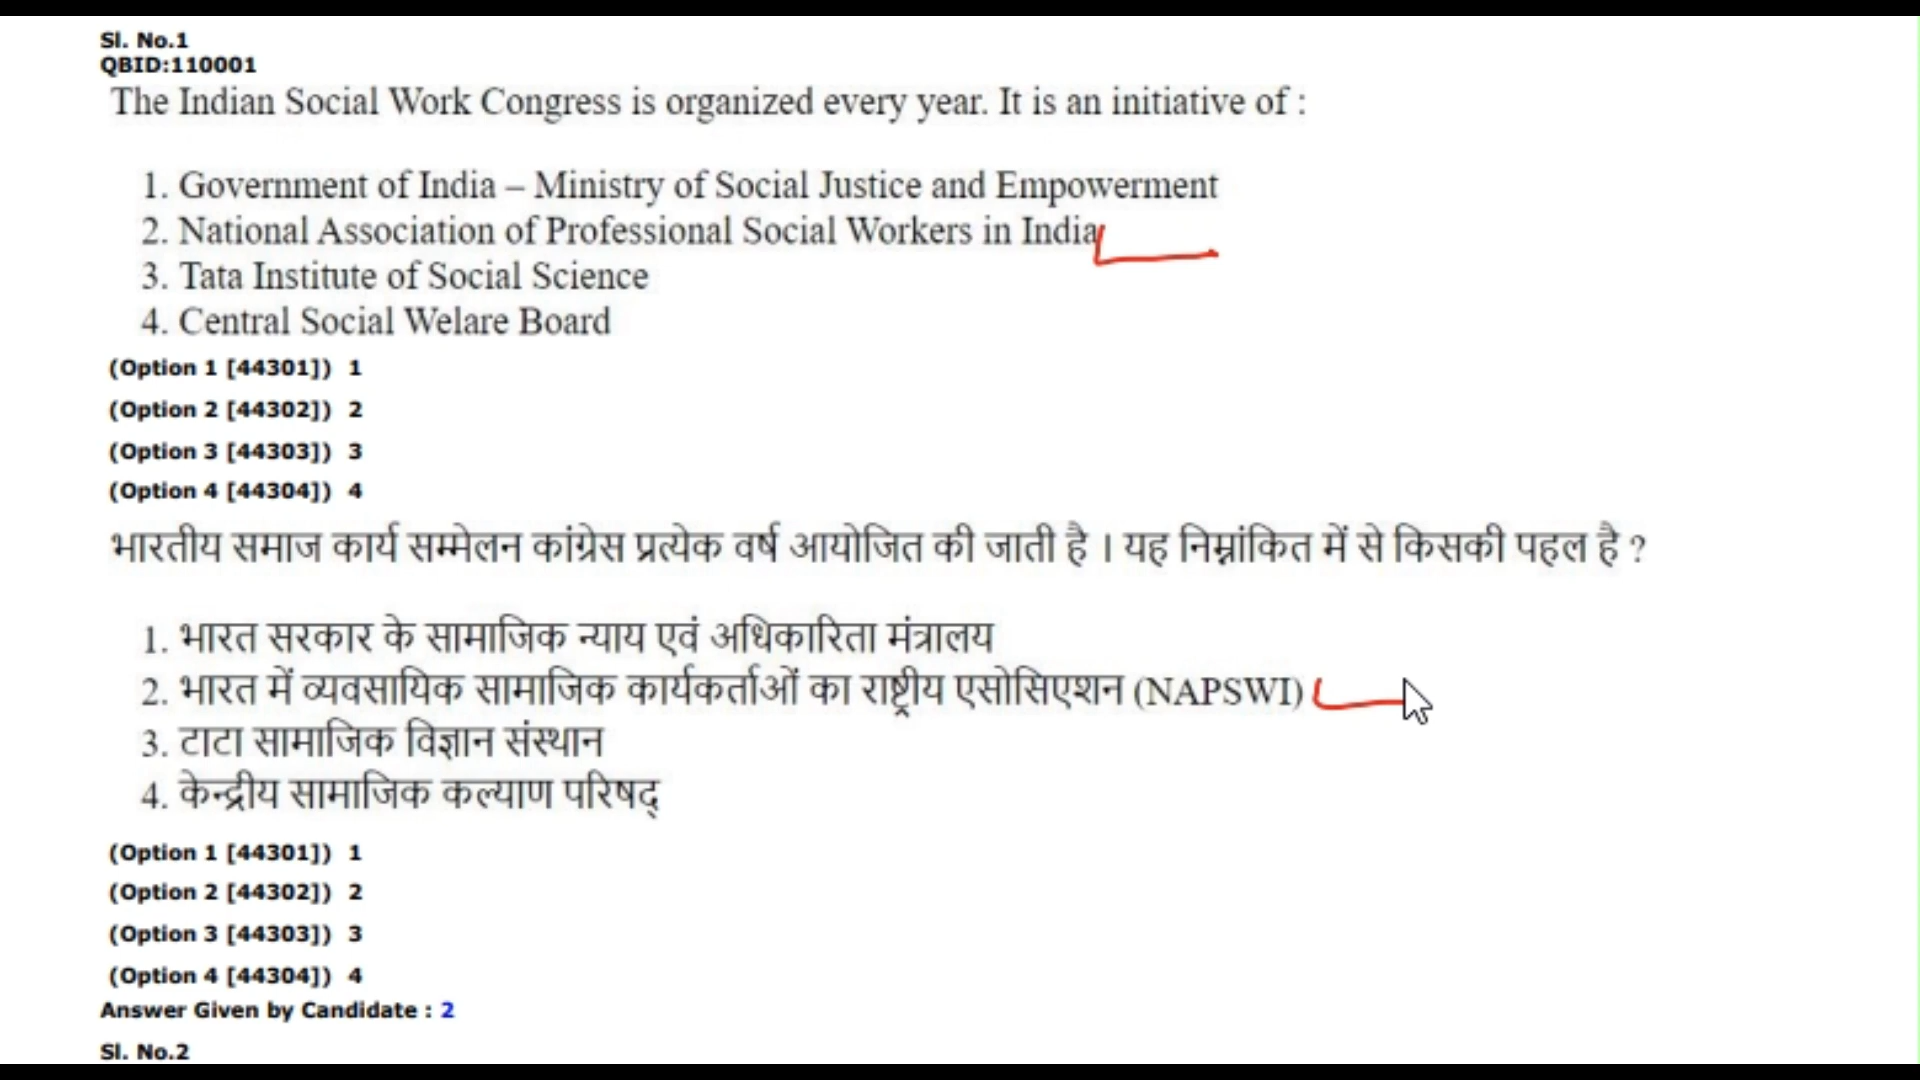 Sl. No.1
QBID:110001
The Indian Social Work Congress is organized every year. It is an initiative of :
1. Government of India – Ministry of Social Justice and Empowerment
2. National Association of Professional Social Workers in India
3. Tata Institute of Social Science
4. Central Social Welare Board
(Option 1 [44301]) 1
(Option 2 [44302]) 2
(Option 3 [44303]) 3
(Option 4 [44304]) 4
भारतीय समाज कार्य सम्मेलन कांग्रेस प्रत्येक वर्ष आयोजित की जाती है । यह निम्नांकित में से किसकी पहल है ?
1. भारत सरकार के सामाजिक न्याय एवं अधिकारिता मंत्रालय
2. भारत में व्यवसायिक सामाजिक कार्यकर्ताओं का राष्ट्रीय एसोसिएशन (NAPSWI)
3. टाटा सामाजिक विज्ञान संस्थान
4. केन्द्रीय सामाजिक कल्याण परिषद्
(Option 1 [44301]) 1
(Option 2 [44302]) 2
(Option 3 [44303]) 3
(Option 4 [44304]) 4
Answer Given by Candidate : 2
Sl. No.2